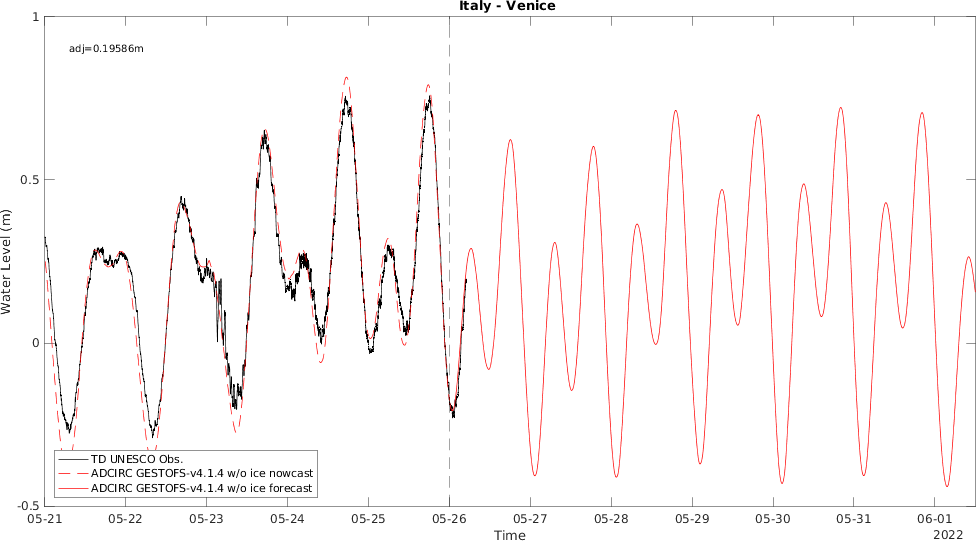 Italy - Venice
adj=0.19586m
Water Level (m)
1
0.5
0
-0.5
TD UNESCO Obs.
ADCIRC GESTOFS-v4.1.4 w/o ice nowcast
ADCIRC GESTOFS-v4.1.4 w/o ice forecast
05-21 05-22 05-23 05-24 05-25 05-26 05-27 05-28 05-29 05-30 05-31 06-01
2022
Time